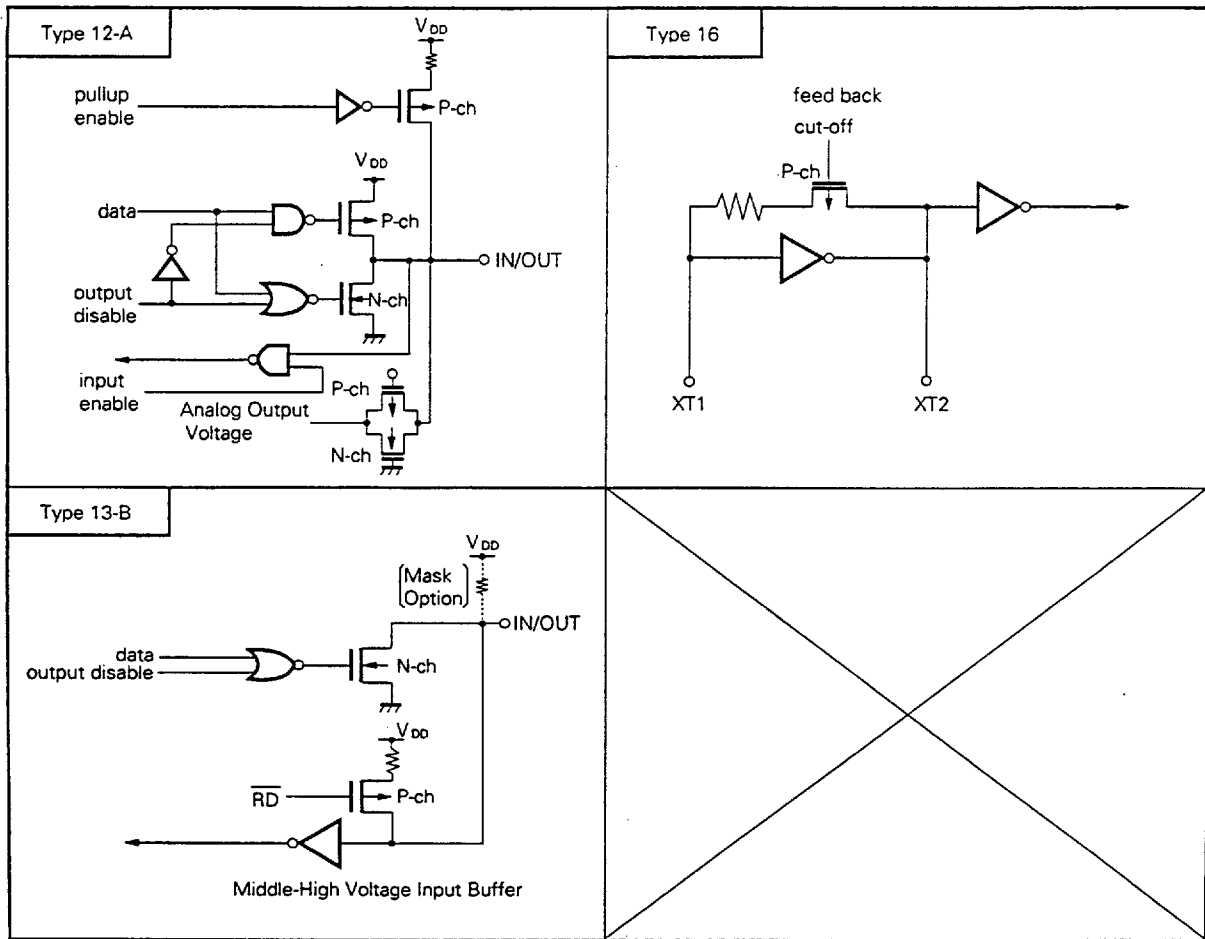 Type 12-A
VDD
pullup
enable
P-ch
VDD
data
P-ch
IN/OUT
output
disable
N-ch
input
enable
P-ch
Analog Output
Voltage
N-ch
Type 16
feed back
cut-off
P-ch
XT1
XT2
Type 13-B
VDD
Mask
Option
IN/OUT
data
output disable
N-ch
VDD
RD
P-ch
Middle-High Voltage Input Buffer